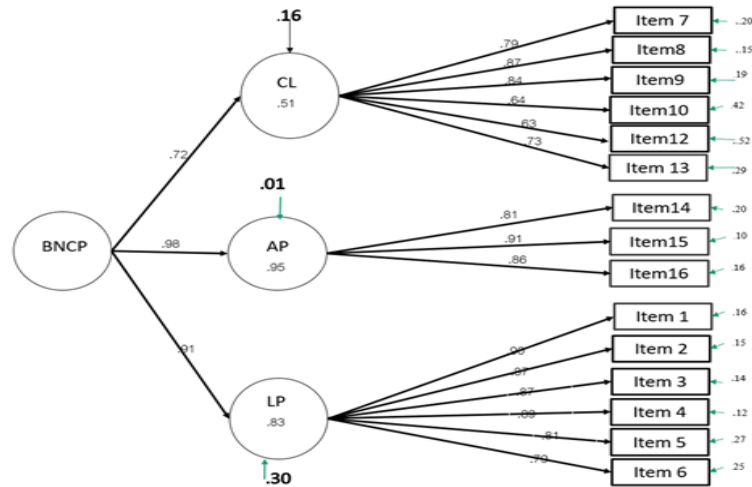 .16
CL
.51
.79
.87
.84
.64
.63
.73
Item 7
Item8
Item9
Item10
Item12
Item 13
.20
.15
.19
.42
.52
.29
.72
BNCP
.98
.91
.01
AP
.95
.81
.91
.86
Item14
Item15
Item16
.20
.10
.16
LP
.83
.30
.87
.87
.81
.79
Item 1
Item 2
Item 3
Item 4
Item 5
Item 6
.16
.15
.14
.12
.27
.25